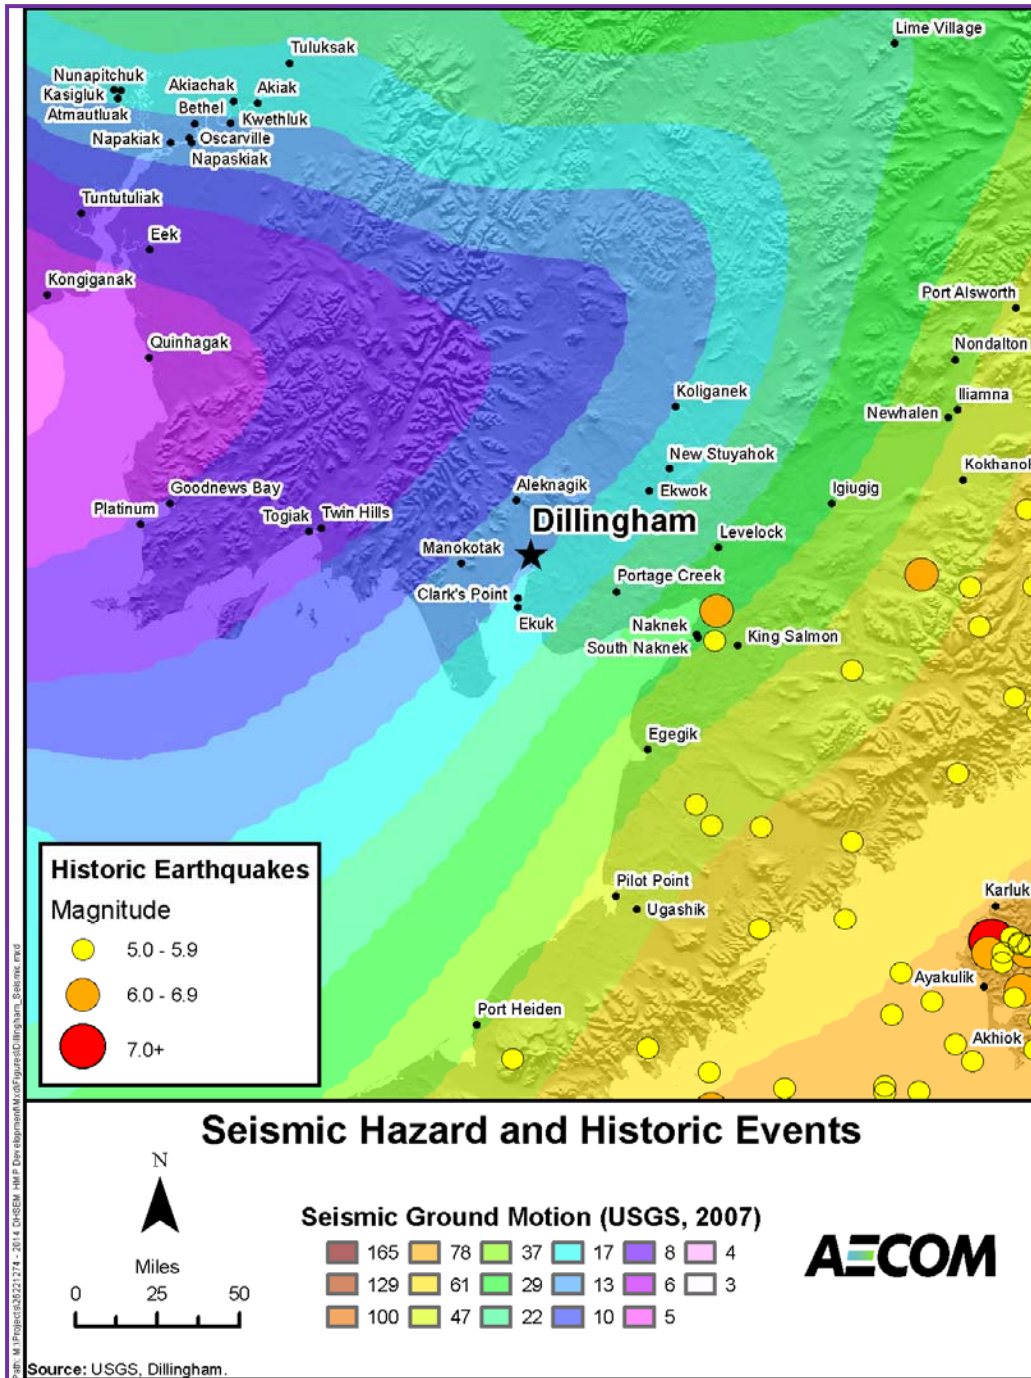 Lime Village
Tuluksak
Nunapitchuk
Akiachak
Akiak
Kasigluk
Bethel
Atmautluak
Kwethluk
Napakiak
Oscarville
Napaskiak
Tuntutuliak
Eek
Kongiganak
Port Alsworth
Quinhagak
Nondalton
Koliganek
Iliamna
Newhalen
New Stuyahok
Kokhanok
Goodnews Bay
Aleknagik
Ekwok
Igiugig
Platinum
Togiak
Twin Hills
Dillingham
Manokotak
Levelock
Clark's Point
Portage Creek
Ekuk
Naknek
South Naknek
King Salmon
Egegik
Pilot Point
Ugashik
Karluk
Ayakulik
Port Heiden
Akhiok
Historic Earthquakes
Magnitude
5.0 - 5.9
6.0 - 6.9
7.0+
Seismic Hazard and Historic Events
N
Miles
0 25 50
Seismic Ground Motion (USGS, 2007)
165 78 37 17 8 4
129 61 29 13 6 3
100 47 22 10 5
AECOM
Source: USGS, Dillingham.